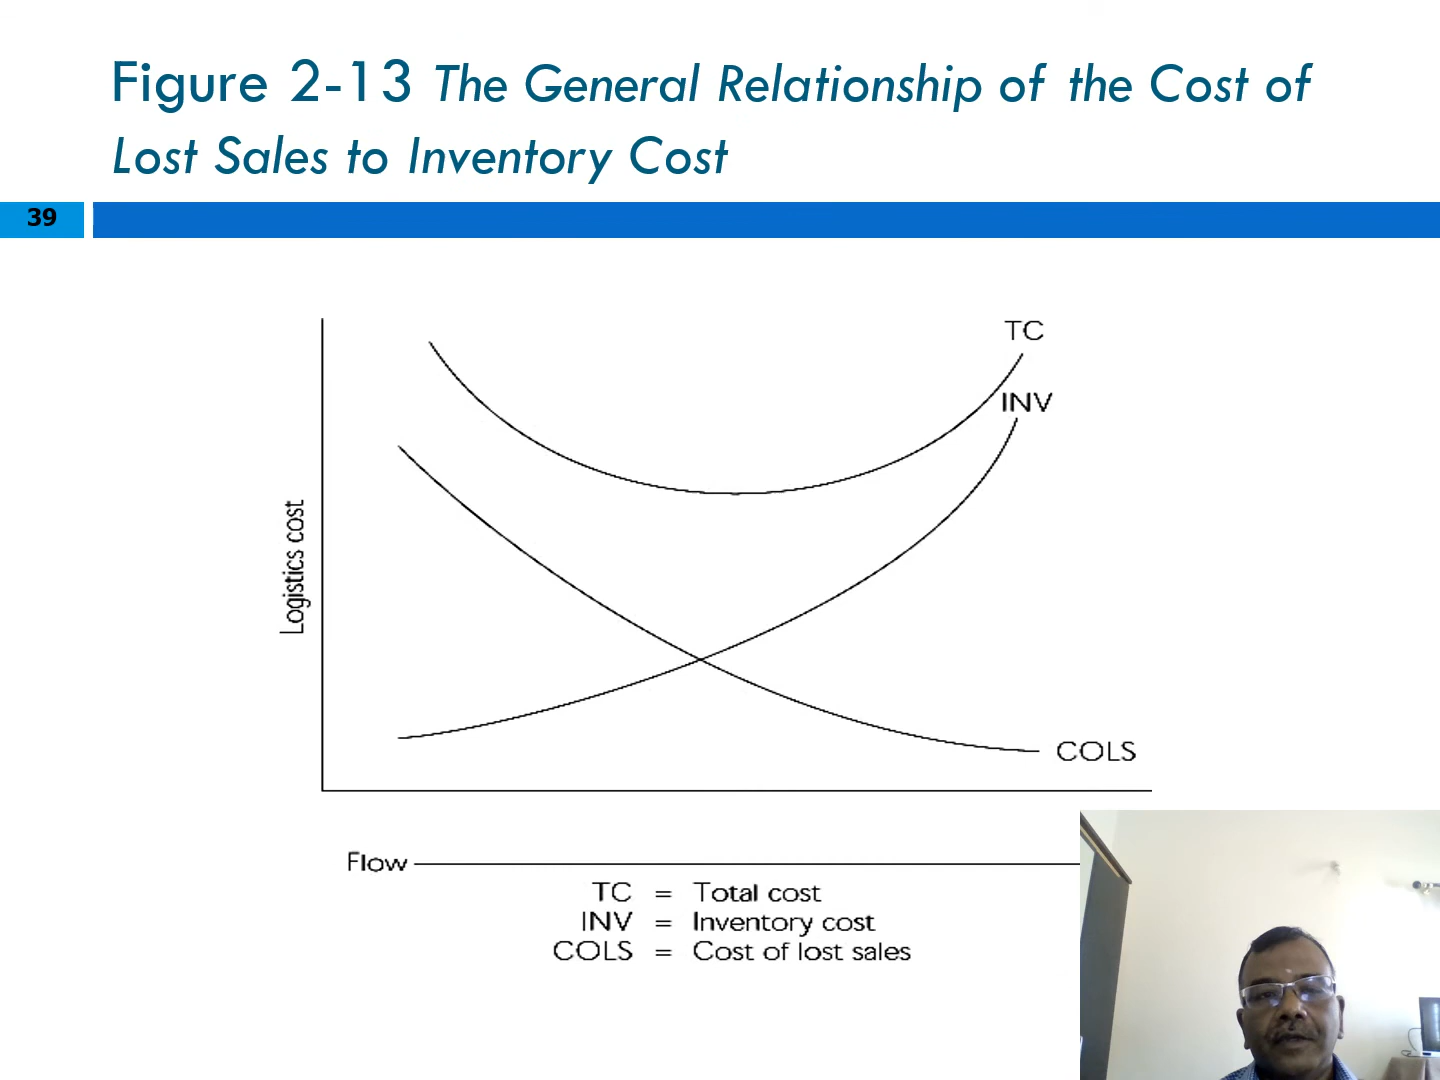 Figure 2-13 The General Relationship of the Cost of
Lost Sales to Inventory Cost
39
TC
INV
Logistics cost
COLS
Flow
TC = Total cost
INV = Inventory cost
COLS = Cost of lost sales